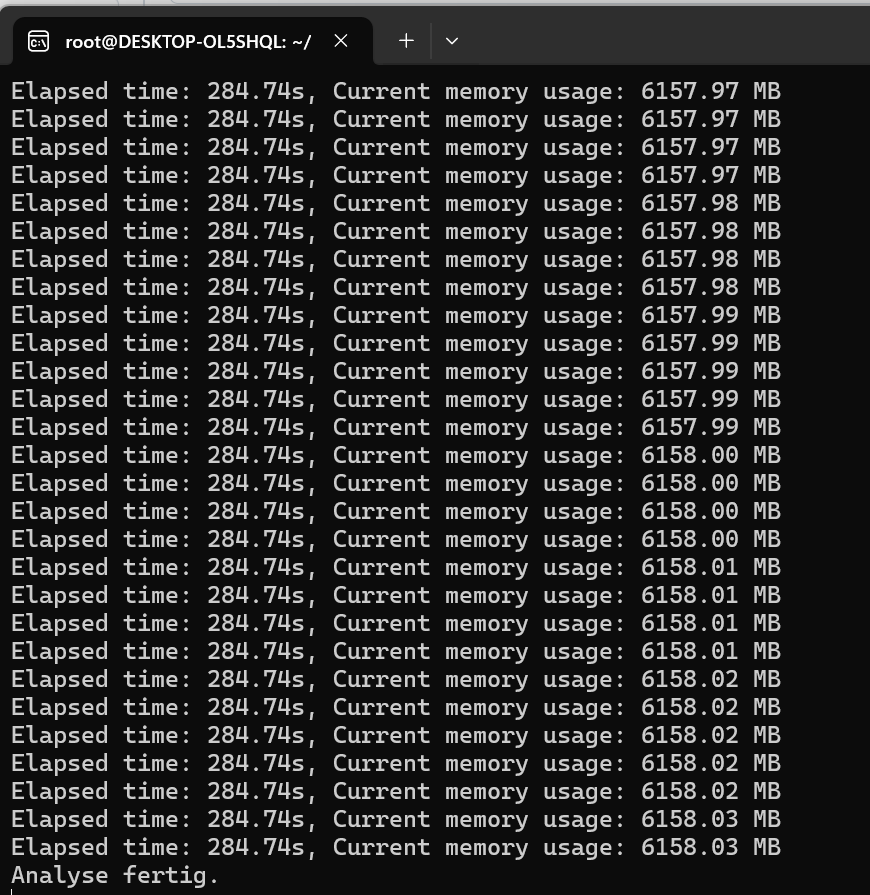 root@DESKTOP-OL5SHQL: ~/
Elapsed time: 284.74s, Current memory usage: 6157.97 MB
Elapsed time: 284.74s, Current memory usage: 6157.97 MB
Elapsed time: 284.74s, Current memory usage: 6157.97 MB
Elapsed time: 284.74s, Current memory usage: 6157.97 MB
Elapsed time: 284.74s, Current memory usage: 6157.98 MB
Elapsed time: 284.74s, Current memory usage: 6157.98 MB
Elapsed time: 284.74s, Current memory usage: 6157.98 MB
Elapsed time: 284.74s, Current memory usage: 6157.98 MB
Elapsed time: 284.74s, Current memory usage: 6157.99 MB
Elapsed time: 284.74s, Current memory usage: 6157.99 MB
Elapsed time: 284.74s, Current memory usage: 6157.99 MB
Elapsed time: 284.74s, Current memory usage: 6157.99 MB
Elapsed time: 284.74s, Current memory usage: 6157.99 MB
Elapsed time: 284.74s, Current memory usage: 6158.00 MB
Elapsed time: 284.74s, Current memory usage: 6158.00 MB
Elapsed time: 284.74s, Current memory usage: 6158.00 MB
Elapsed time: 284.74s, Current memory usage: 6158.00 MB
Elapsed time: 284.74s, Current memory usage: 6158.01 MB
Elapsed time: 284.74s, Current memory usage: 6158.01 MB
Elapsed time: 284.74s, Current memory usage: 6158.01 MB
Elapsed time: 284.74s, Current memory usage: 6158.01 MB
Elapsed time: 284.74s, Current memory usage: 6158.02 MB
Elapsed time: 284.74s, Current memory usage: 6158.02 MB
Elapsed time: 284.74s, Current memory usage: 6158.02 MB
Elapsed time: 284.74s, Current memory usage: 6158.02 MB
Elapsed time: 284.74s, Current memory usage: 6158.02 MB
Elapsed time: 284.74s, Current memory usage: 6158.03 MB
Elapsed time: 284.74s, Current memory usage: 6158.03 MB
Analyse fertig.